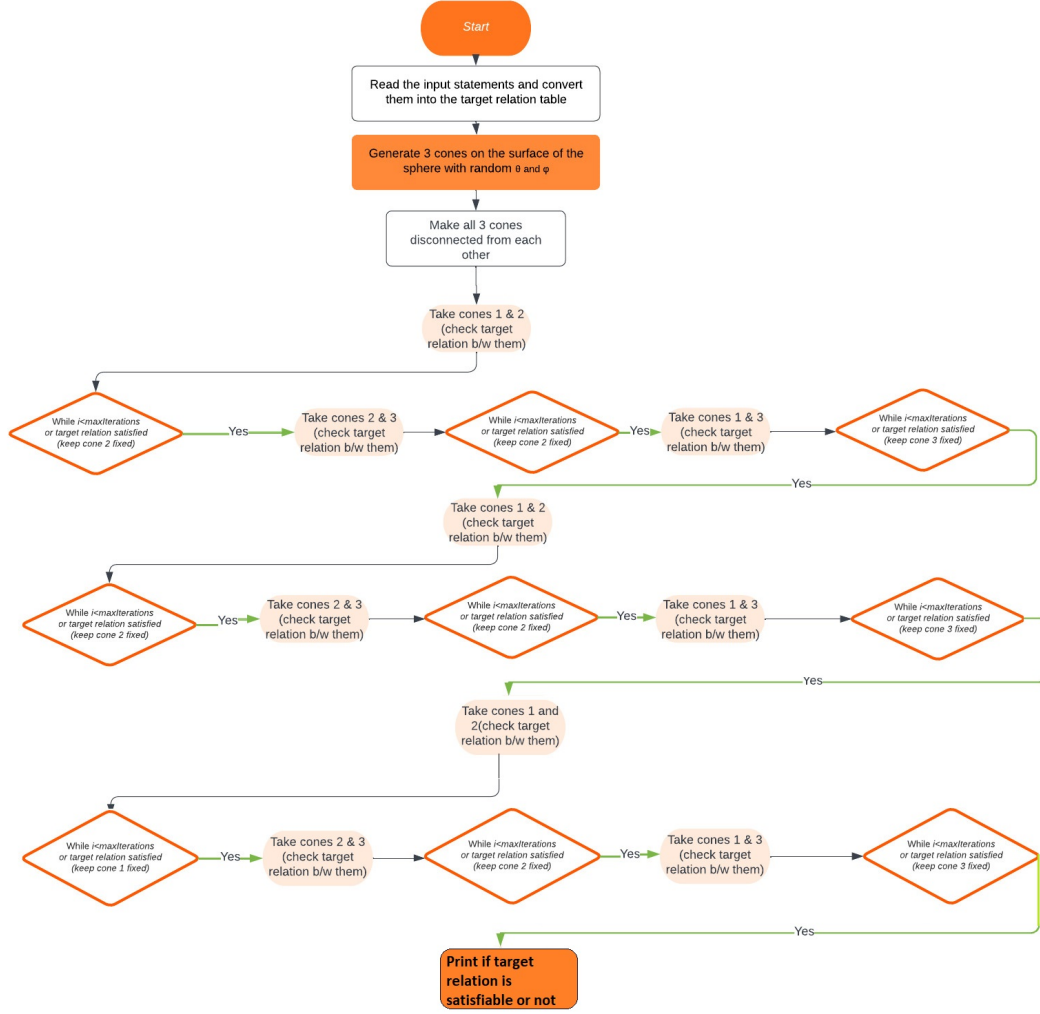 Start
Read the input statements and convert
them into the target relation table
Generate 3 cones on the surface of the
sphere with random θ and φ
Make all 3 cones
disconnected from each
other
Take cones 1 & 2
(check target
relation b/w them)
While i<maxIterations
or target relation satisfied
(keep cone 2 fixed)
Yes
Take cones 2 & 3
(check target
relation b/w them)
While i<maxIterations
or target relation satisfied
(keep cone 2 fixed)
Yes
Take cones 1 & 3
(check target
relation b/w them)
While i<maxIterations
or target relation satisfied
(keep cone 3 fixed)
Yes
Take cones 1 & 2
(check target
relation b/w them)
While i<maxIterations
or target relation satisfied
(keep cone 2 fixed)
Yes
Take cones 2 & 3
(check target
relation b/w them)
While i<maxIterations
or target relation satisfied
(keep cone 2 fixed)
Yes
Take cones 1 & 3
(check target
relation b/w them)
While i<maxIterations
or target relation satisfied
(keep cone 3 fixed)
Yes
Take cones 1 and
2(check target
relation b/w them)
While i<maxIterations
or target relation satisfied
(keep cone 1 fixed)
Yes
Take cones 2 & 3
(check target
relation b/w them)
While i<maxIterations
or target relation satisfied
(keep cone 2 fixed)
Yes
Take cones 1 & 3
(check target
relation b/w them)
While i<maxIterations
or target relation satisfied
(keep cone 3 fixed)
Yes
Print if target
relation is
satisfiable or not